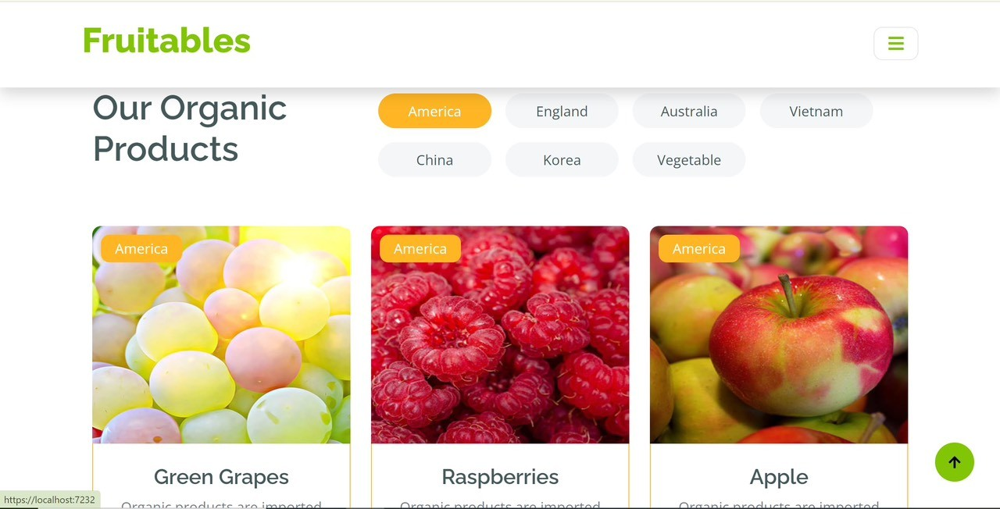 Fruitables
Our Organic
Products
America
England
Australia
Vietnam
China
Korea
Vegetable
America
America
America
Green Grapes
Raspberries
Apple
Organic products are imported
Organic products are imported
Organic products are imported
https://localhost:7232